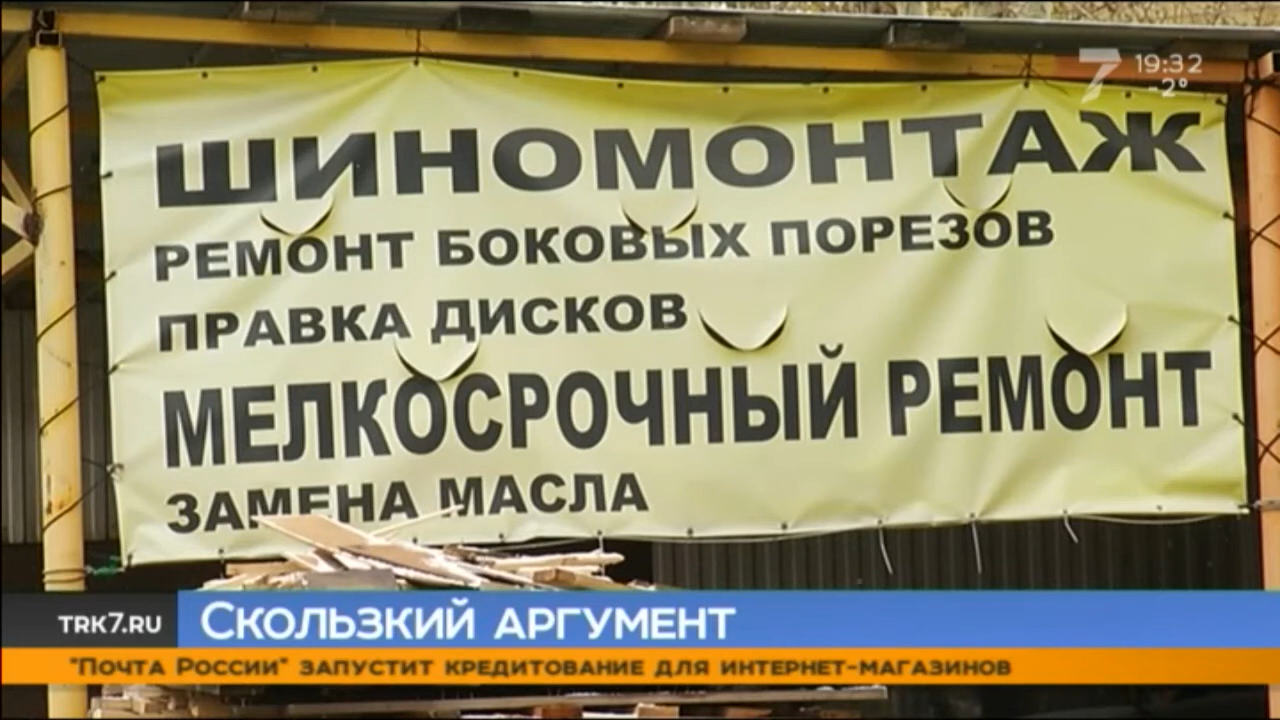 7 19:32
-2°
ШИНОМОНТАЖ
РЕМОНТ БОКОВЫХ ПОРЕЗОВ
ПРАВКА ДИСКОВ
МЕЛКОСРОЧНЫЙ РЕМОНТ
ЗАМЕНА МАСЛА
TRK7.RU СКОЛЬЗКИЙ АРГУМЕНТ
"ПОЧТА РОССИИ" ЗАПУСТИТ КРЕДИТОВАНИЕ ДЛЯ ИНТЕРНЕТ-МАГАЗИНОВ